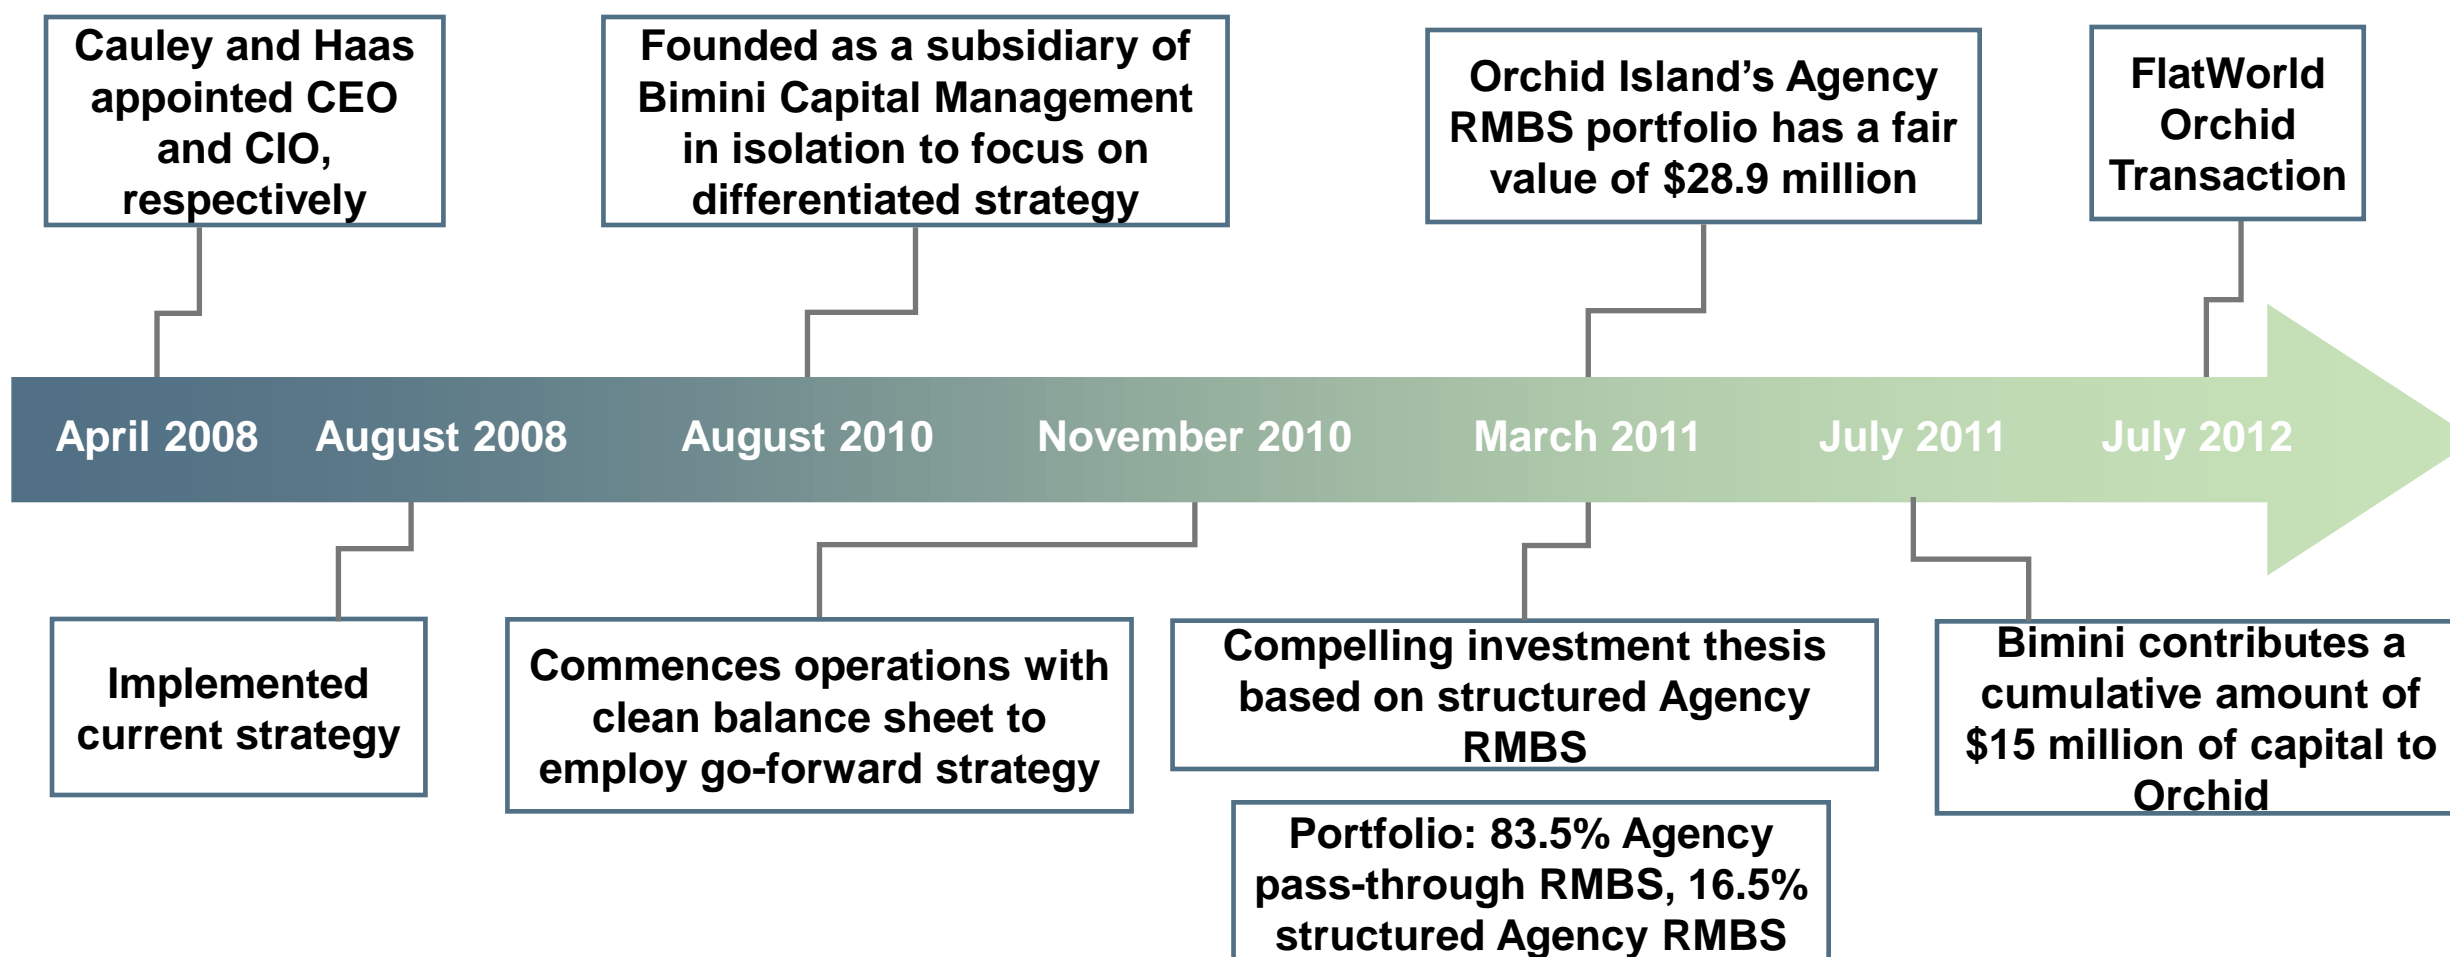 Cauley and Haas
appointed CEO
and CIO,
respectively
Founded as a subsidiary of
Bimini Capital Management
in isolation to focus on
differentiated strategy
Orchid Island’s Agency
RMBS portfolio has a fair
value of $28.9 million
FlatWorld
Orchid
Transaction
April 2008
August 2008
August 2010
November 2010
March 2011
July 2011
July 2012
Implemented
current strategy
Commences operations with
clean balance sheet to
employ go-forward strategy
Compelling investment thesis
based on structured Agency
RMBS
Bimini contributes a
cumulative amount of
$15 million of capital to
Orchid
Portfolio: 83.5% Agency
pass-through RMBS, 16.5%
structured Agency RMBS